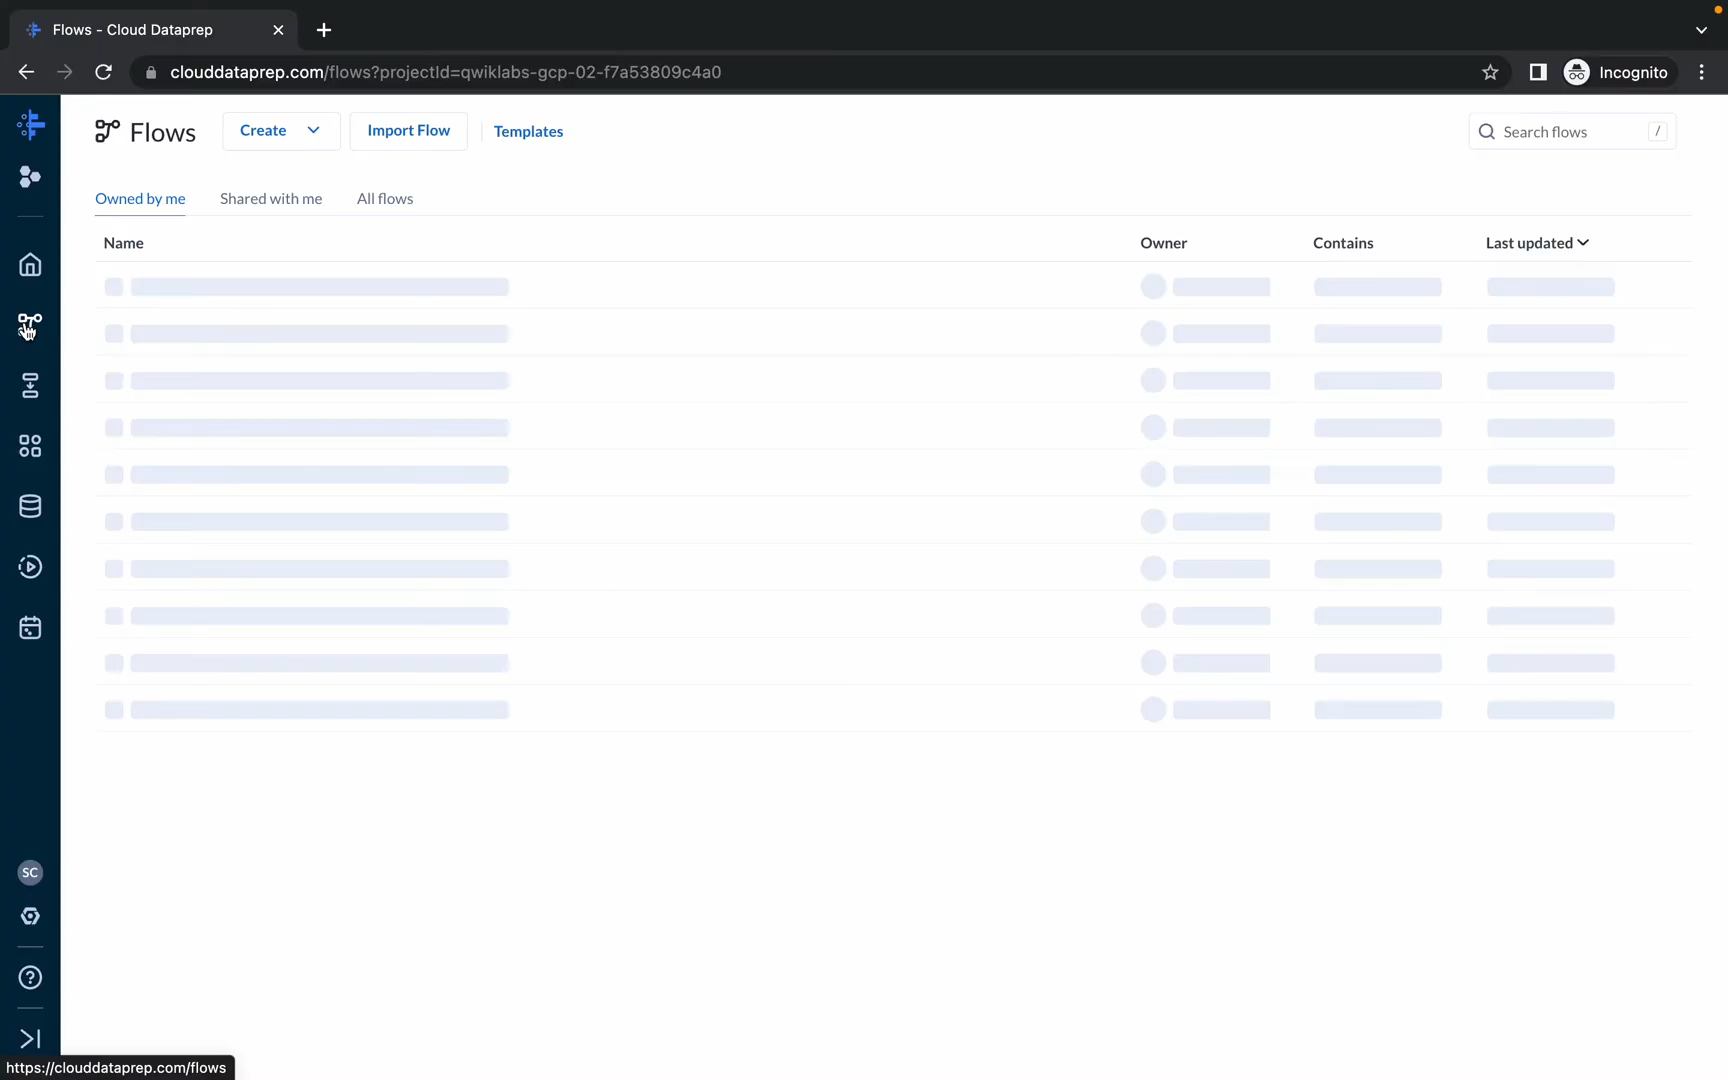 Flows - Cloud Dataprep
clouddataprep.com/flows?projectId=qwiklabs-gcp-02-f7a53809c4a0
Incognito
Flows
Create
Import Flow
Templates
Search flows
/
Owned by me
Shared with me
All flows
Name
Owner
Contains
Last updated
SC
https://clouddataprep.com/flows